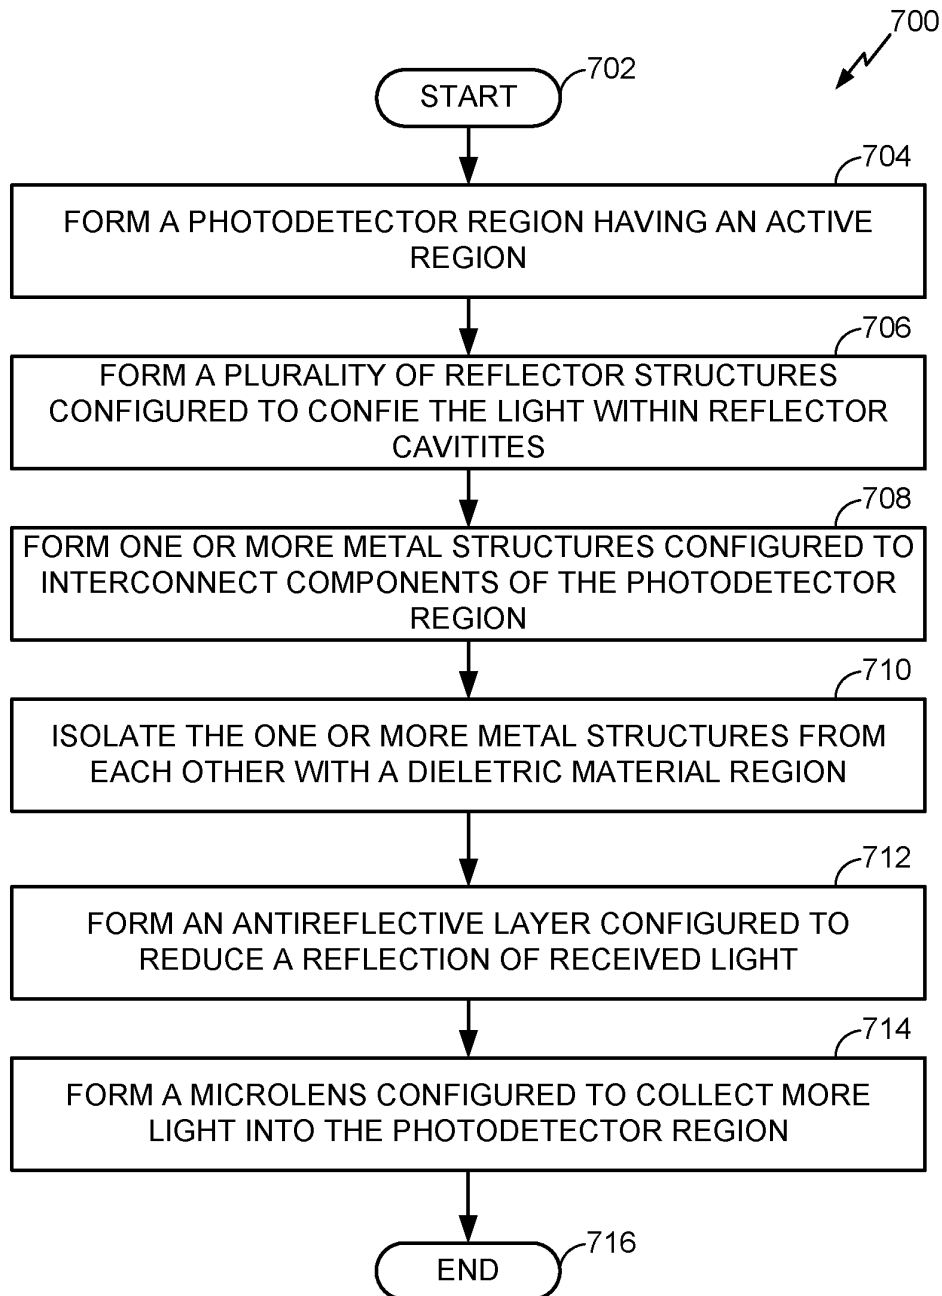 700
702
START
704
FORM A PHOTODETECTOR REGION HAVING AN ACTIVE
REGION
706
FORM A PLURALITY OF REFLECTOR STRUCTURES
CONFIGURED TO CONFIE THE LIGHT WITHIN REFLECTOR
CAVITITES
708
FORM ONE OR MORE METAL STRUCTURES CONFIGURED TO
INTERCONNECT COMPONENTS OF THE PHOTODETECTOR
REGION
710
ISOLATE THE ONE OR MORE METAL STRUCTURES FROM
EACH OTHER WITH A DIELETRIC MATERIAL REGION
712
FORM AN ANTIREFLECTIVE LAYER CONFIGURED TO
REDUCE A REFLECTION OF RECEIVED LIGHT
714
FORM A MICROLENS CONFIGURED TO COLLECT MORE
LIGHT INTO THE PHOTODETECTOR REGION
716
END